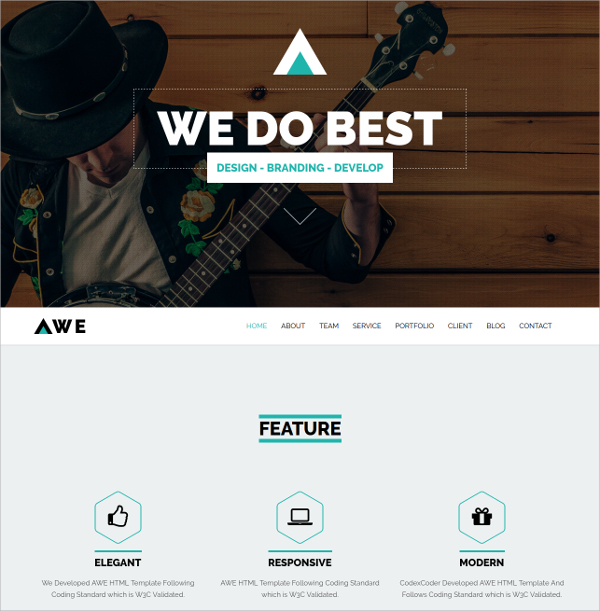 WE DO BEST
DESIGN - BRANDING - DEVELOP
AWE
HOME ABOUT TEAM SERVICE PORTFOLIO CLIENT BLOG CONTACT
FEATURE
ELEGANT
We Developed AWE HTML Template Following
Coding Standard which is W3C Validated.
RESPONSIVE
AWE HTML Template Following Coding Standard
which is W3C Validated.
MODERN
CodexCoder Developed AWE HTML Template And
Follows Coding Standard which is W3C Validated.